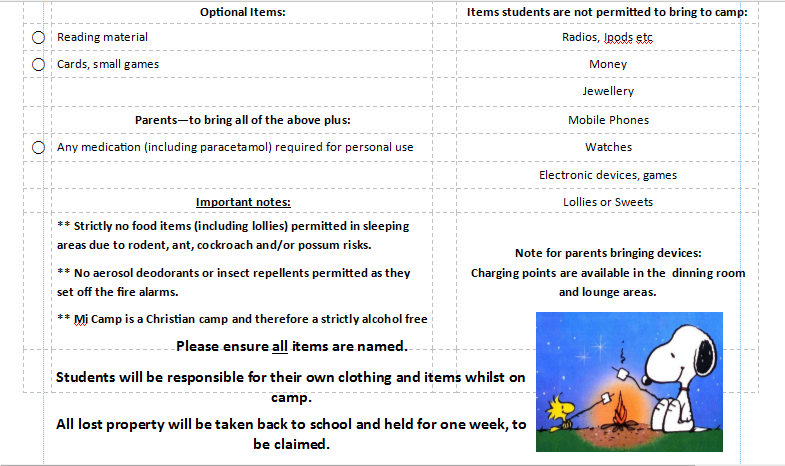 Optional Items:
Reading material
Cards, small games
Parents—to bring all of the above plus:
Any medication (including paracetamol) required for personal use
Important notes:
** Strictly no food items (including lollies) permitted in sleeping
areas due to rodent, ant, cockroach and/or possum risks.
** No aerosol deodorants or insect repellents permitted as they
set off the fire alarms.
** Mj Camp is a Christian camp and therefore a strictly alcohol free
Items students are not permitted to bring to camp:
Radios, Ipods etc
Money
Jewellery
Mobile Phones
Watches
Electronic devices, games
Lollies or Sweets
Note for parents bringing devices:
Charging points are available in the dinning room
and lounge areas.
Please ensure all items are named.
Students will be responsible for their own clothing and items whilst on
camp.
All lost property will be taken back to school and held for one week, to
be claimed.